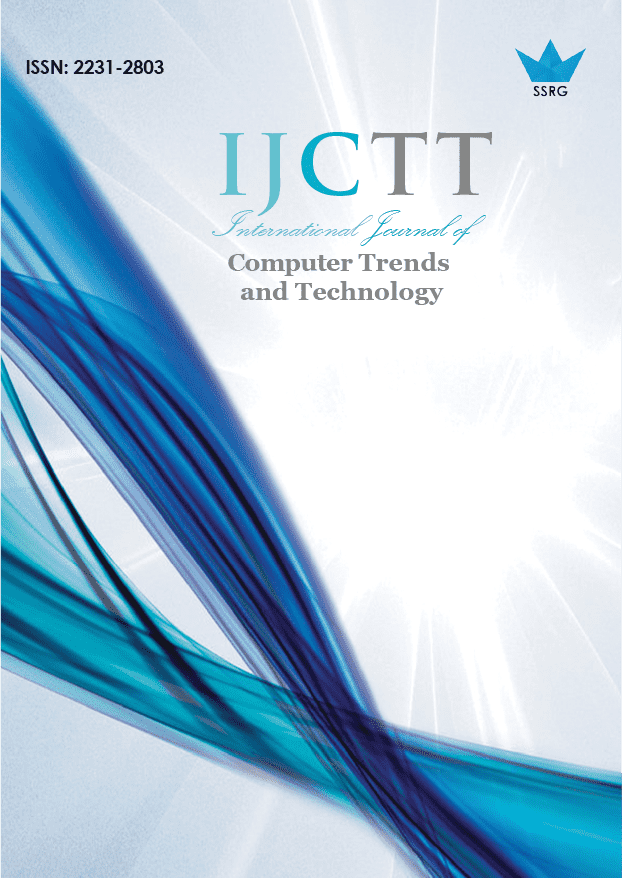 ISSN: 2231-2803
SSRG
IJCTT
International Journal of
Computer Trends
and Technology